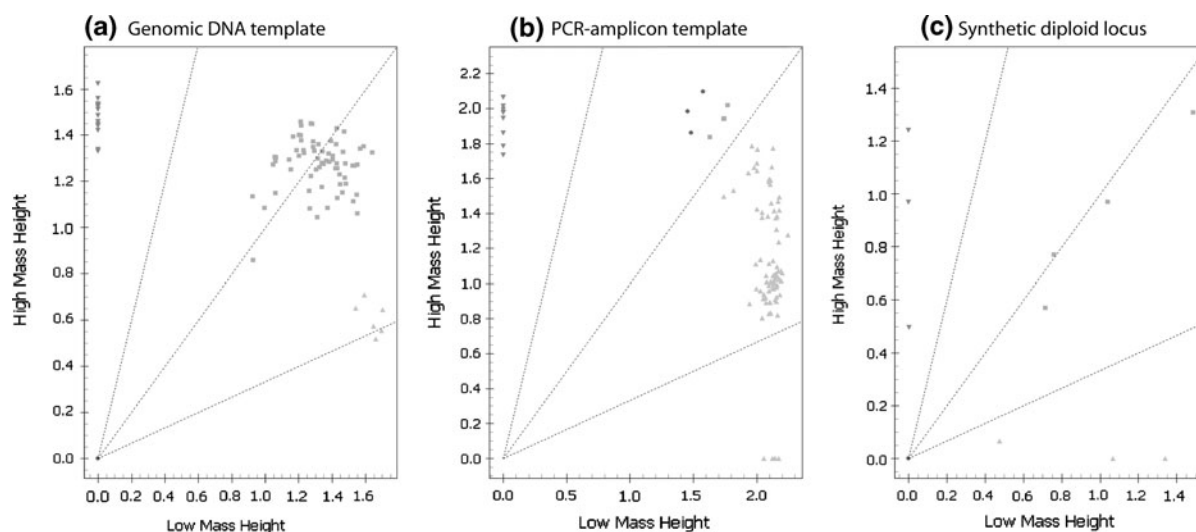 (a) Genomic DNA template
High Mass Height
1.6
1.4
1.2
1.0
0.8
0.6
0.4
0.2
0.0
0.0 0.2 0.4 0.6 0.8 1.0 1.2 1.4 1.6
Low Mass Height
(b) PCR-amplicon template
High Mass Height
2.2
2.0
1.8
1.6
1.4
1.2
1.0
0.8
0.6
0.4
0.2
0.0
0.0 0.5 1.0 1.5 2.0
Low Mass Height
(c) Synthetic diploid locus
High Mass Height
1.4
1.2
1.0
0.8
0.6
0.4
0.2
0.0
0.0 0.2 0.4 0.6 0.8 1.0 1.2 1.4
Low Mass Height